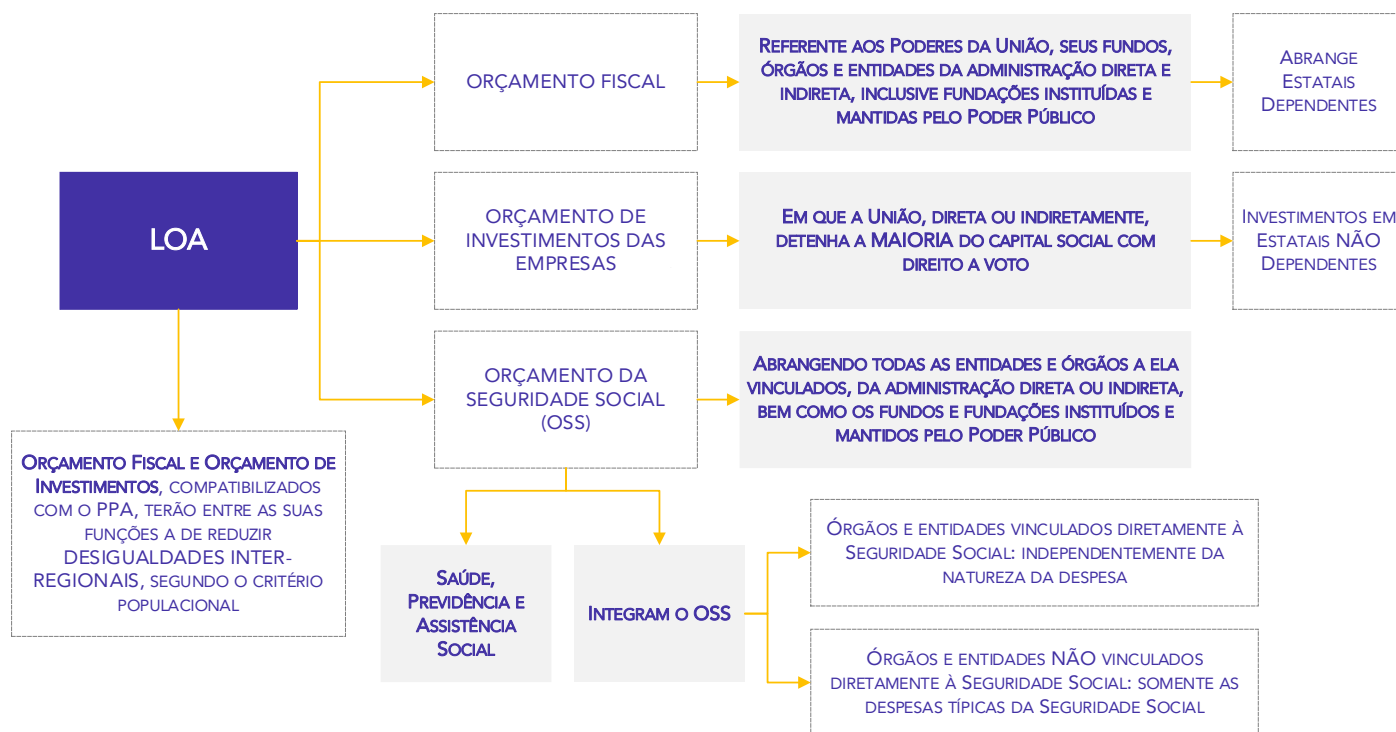 LOA
ORÇAMENTO FISCAL
REFERENTE AOS PODERES DA UNIÃO, SEUS FUNDOS,
ÓRGÃOS E ENTIDADES DA ADMINISTRAÇÃO DIRETA E
INDIRETA, INCLUSIVE FUNDAÇÕES INSTITUÍDAS E
MANTIDAS PELO PODER PÚBLICO
ABRANGE
ESTATAIS
DEPENDENTES
ORÇAMENTO DE
INVESTIMENTOS DAS
EMPRESAS
EM QUE A UNIÃO, DIRETA OU INDIRETAMENTE,
DETENHA A MAIORIA DO CAPITAL SOCIAL COM
DIREITO A VOTO
INVESTIMENTOS EM
ESTATAIS NÃO
DEPENDENTES
ORÇAMENTO DA
SEGURIDADE SOCIAL
(OSS)
ABRANGENDO TODAS AS ENTIDADES E ÓRGÃOS A ELA
VINCULADOS, DA ADMINISTRAÇÃO DIRETA OU INDIRETA,
BEM COMO OS FUNDOS E FUNDAÇÕES INSTITUÍDOS E
MANTIDOS PELO PODER PÚBLICO
ORÇAMENTO FISCAL E ORÇAMENTO DE
INVESTIMENTOS, COMPATIBILIZADOS
COM O PPA, TERÃO ENTRE AS SUAS
FUNÇÕES A DE REDUZIR
DESIGUALDADES INTER-
REGIONAIS, SEGUNDO O CRITÉRIO
POPULACIONAL
SAÚDE,
PREVIDÊNCIA E
ASSISTÊNCIA
SOCIAL
INTEGRAM O OSS
ÓRGÃOS E ENTIDADES VINCULADOS DIRETAMENTE À
SEGURIDADE SOCIAL: INDEPENDENTEMENTE DA
NATUREZA DA DESPESA
ÓRGÃOS E ENTIDADES NÃO VINCULADOS
DIRETAMENTE À SEGURIDADE SOCIAL: SOMENTE AS
DESPESAS TÍPICAS DA SEGURIDADE SOCIAL